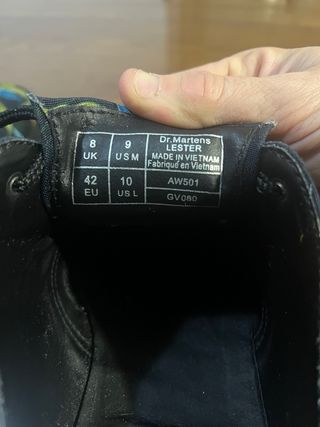 8 UK
9 US M
Dr.Martens
LESTER
MADE IN VIETNAM
Fabriqué en Vietnam
42 EU
10 US L
AW501
GV080